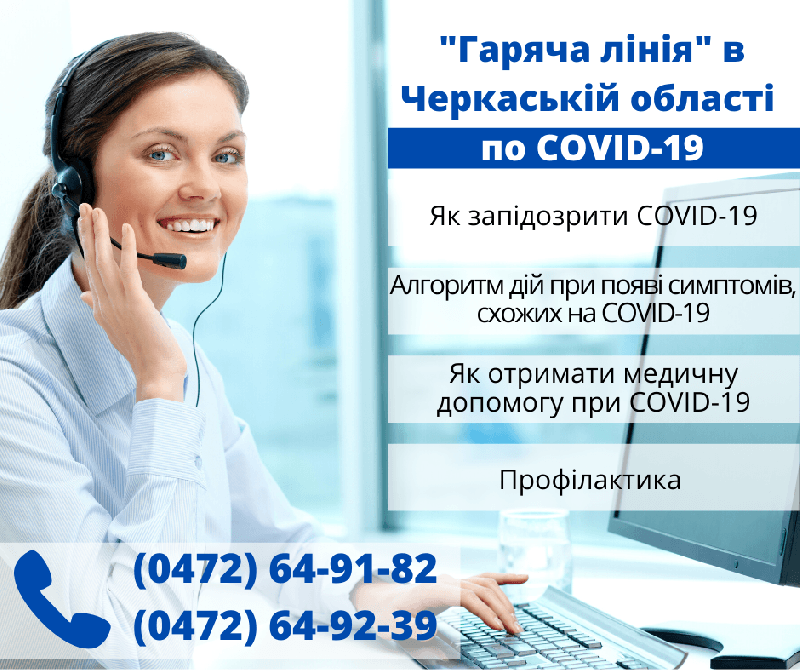 "Гаряча лінія" в
Черкаській області
по COVID-19
Як запідозрити COVID-19
Алгоритм дій при появі симптомів,
схожих на COVID-19
Як отримати медичну
допомогу при COVID-19
Профілактика
(0472) 64-91-82
(0472) 64-92-39